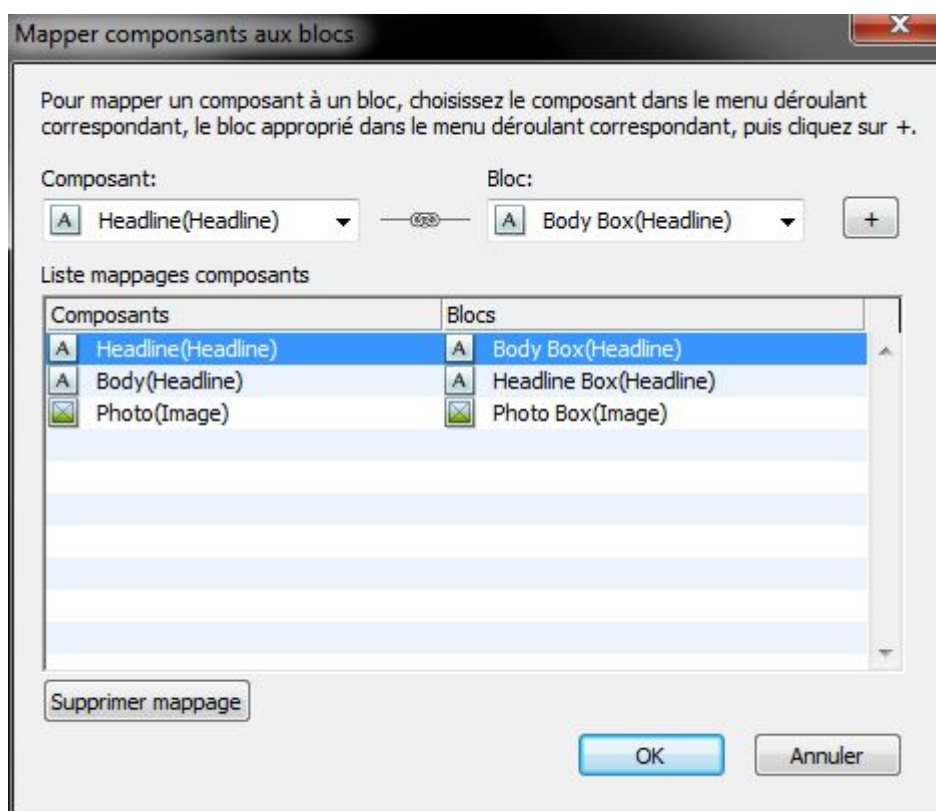 Mapper componsants aux blocs
Pour mapper un composant à un bloc, choisissez le composant dans le menu déroulant
correspondant, le bloc approprié dans le menu déroulant correspondant, puis cliquez sur +.
Composant: Bloc:
A Headline(Headline) A Body Box(Headline) +
Liste mappages composants
Composants Blocs
A Headline(Headline) A Body Box(Headline)
A Body(Headline) A Headline Box(Headline)
Photo(Image) Photo Box(Image)
Supprimer mappage
OK Annuler